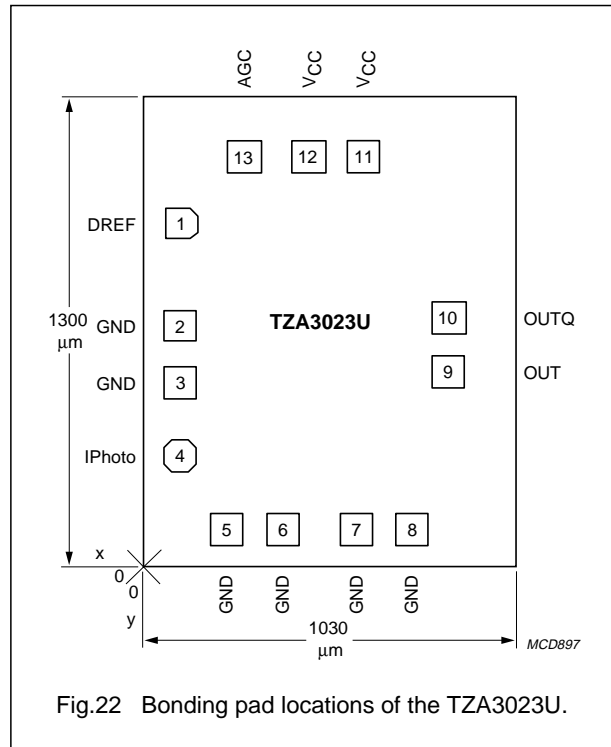 AGC
VCC
VCC
13
12
11
DREF
1
1300
μm
GND
2
TZA3023U
10
OUTQ
GND
3
9
OUT
IPhoto
4
5
6
7
8
x
0
0
y
GND
GND
GND
GND
1030
μm
MCD897
Fig.22 Bonding pad locations of the TZA3023U.